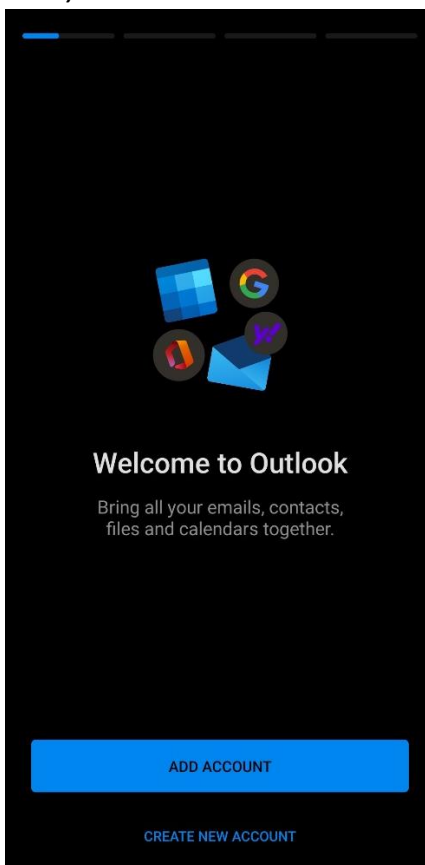 Welcome to Outlook
Bring all your emails, contacts,
files and calendars together.
ADD ACCOUNT
CREATE NEW ACCOUNT